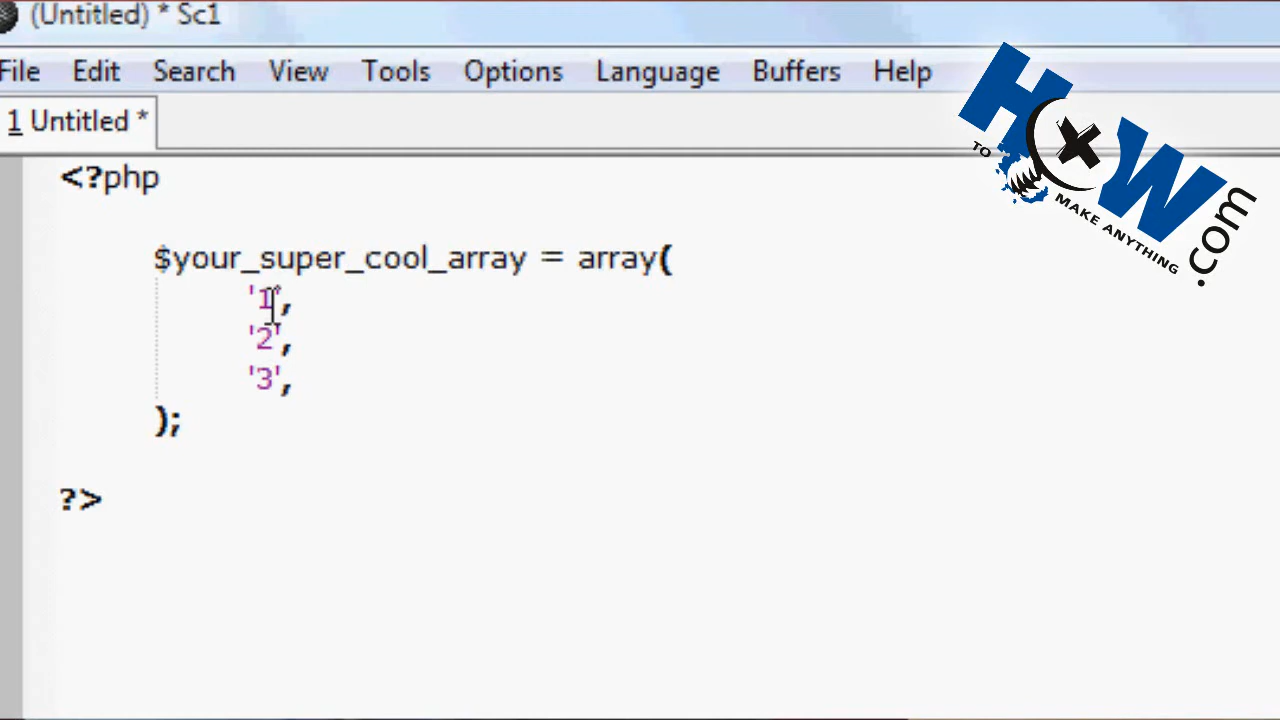 (Untitled) * Sc1
File Edit Search View Tools Options Language Buffers Help
1 Untitled *
HOW
TO
MAKE ANYTHING
.com
<?php
$your_super_cool_array = array(
'1',
'2',
'3',
);
?>